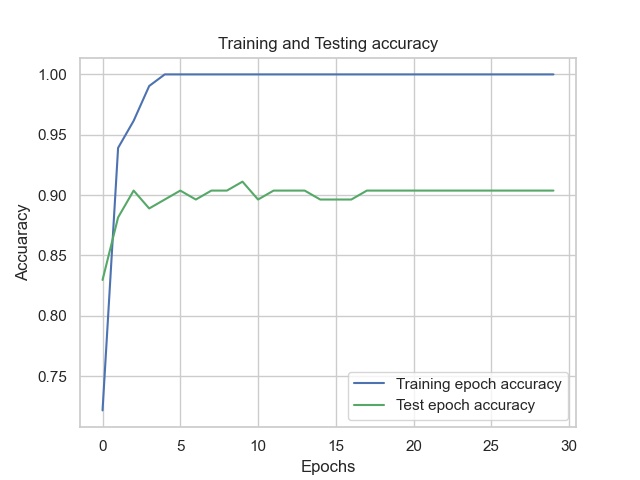 Training and Testing accuracy
1.00
0.95
0.90
0.85
0.80
0.75
Accuaracy
Training epoch accuracy
Test epoch accuracy
0 5 10 15 20 25 30
Epochs